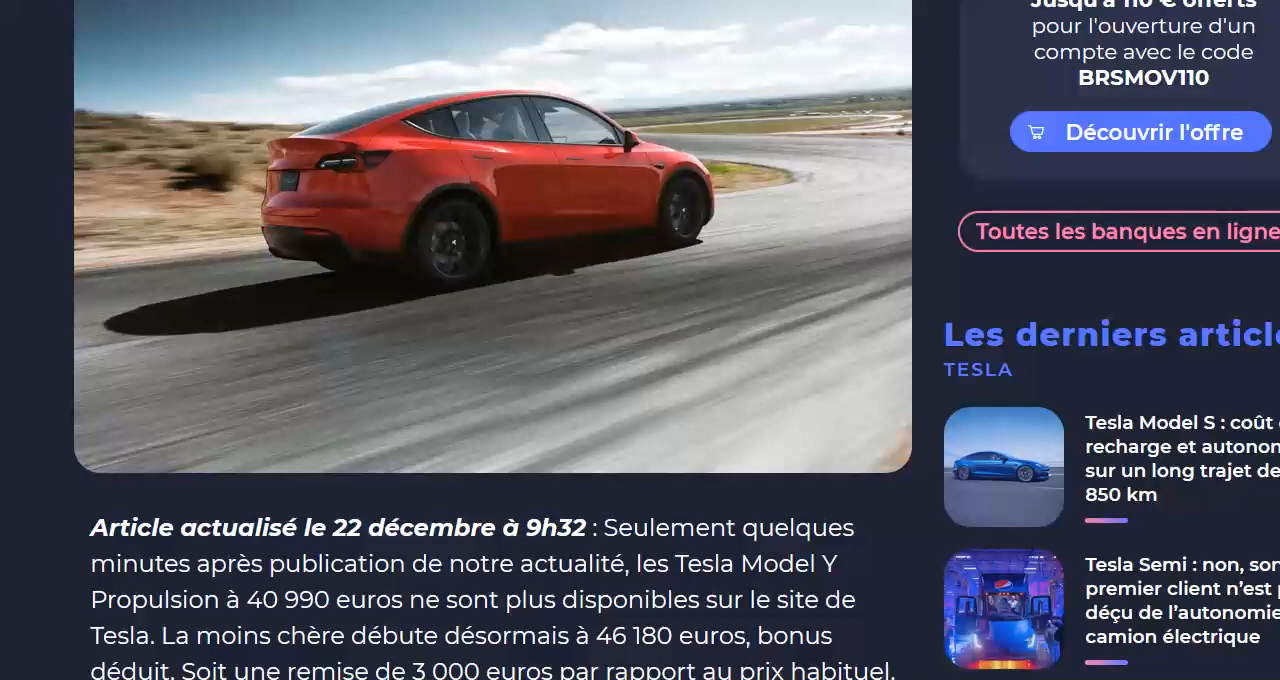 Jusqu'à 110 € offerts
pour l'ouverture d'un
compte avec le code
BRSMOV110
Découvrir l'offre
Toutes les banques en ligne
Les derniers article
TESLA
Tesla Model S : coût
recharge et autonom
sur un long trajet de
850 km
Tesla Semi : non, son
premier client n'est
déçu de l'autonomie
camion électrique
Article actualisé le 22 décembre à 9h32 : Seulement quelques
minutes après publication de notre actualité, les Tesla Model Y
Propulsion à 40 990 euros ne sont plus disponibles sur le site de
Tesla. La moins chère débute désormais à 46 180 euros, bonus
déduit. Soit une remise de 3 000 euros par rapport au prix habituel.